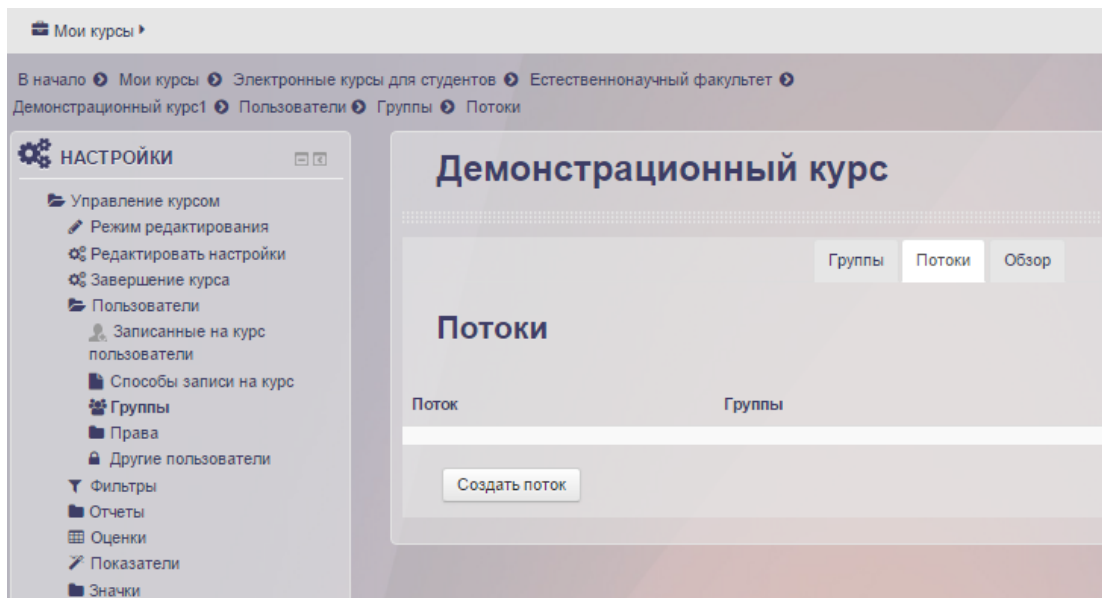 Мои курсы
В начало Мои курсы Электронные курсы для студентов Естественнонаучный факультет
Демонстрационный курс1 Пользователи Группы Потоки
НАСТРОЙКИ
Управление курсом
Режим редактирования
Редактировать настройки
Завершение курса
Пользователи
Записанные на курс
пользователи
Способы записи на курс
Группы
Права
Другие пользователи
Фильтры
Отчеты
Оценки
Показатели
Значки
Демонстрационный курс
Группы Потоки Обзор
Потоки
Поток Группы
Создать поток